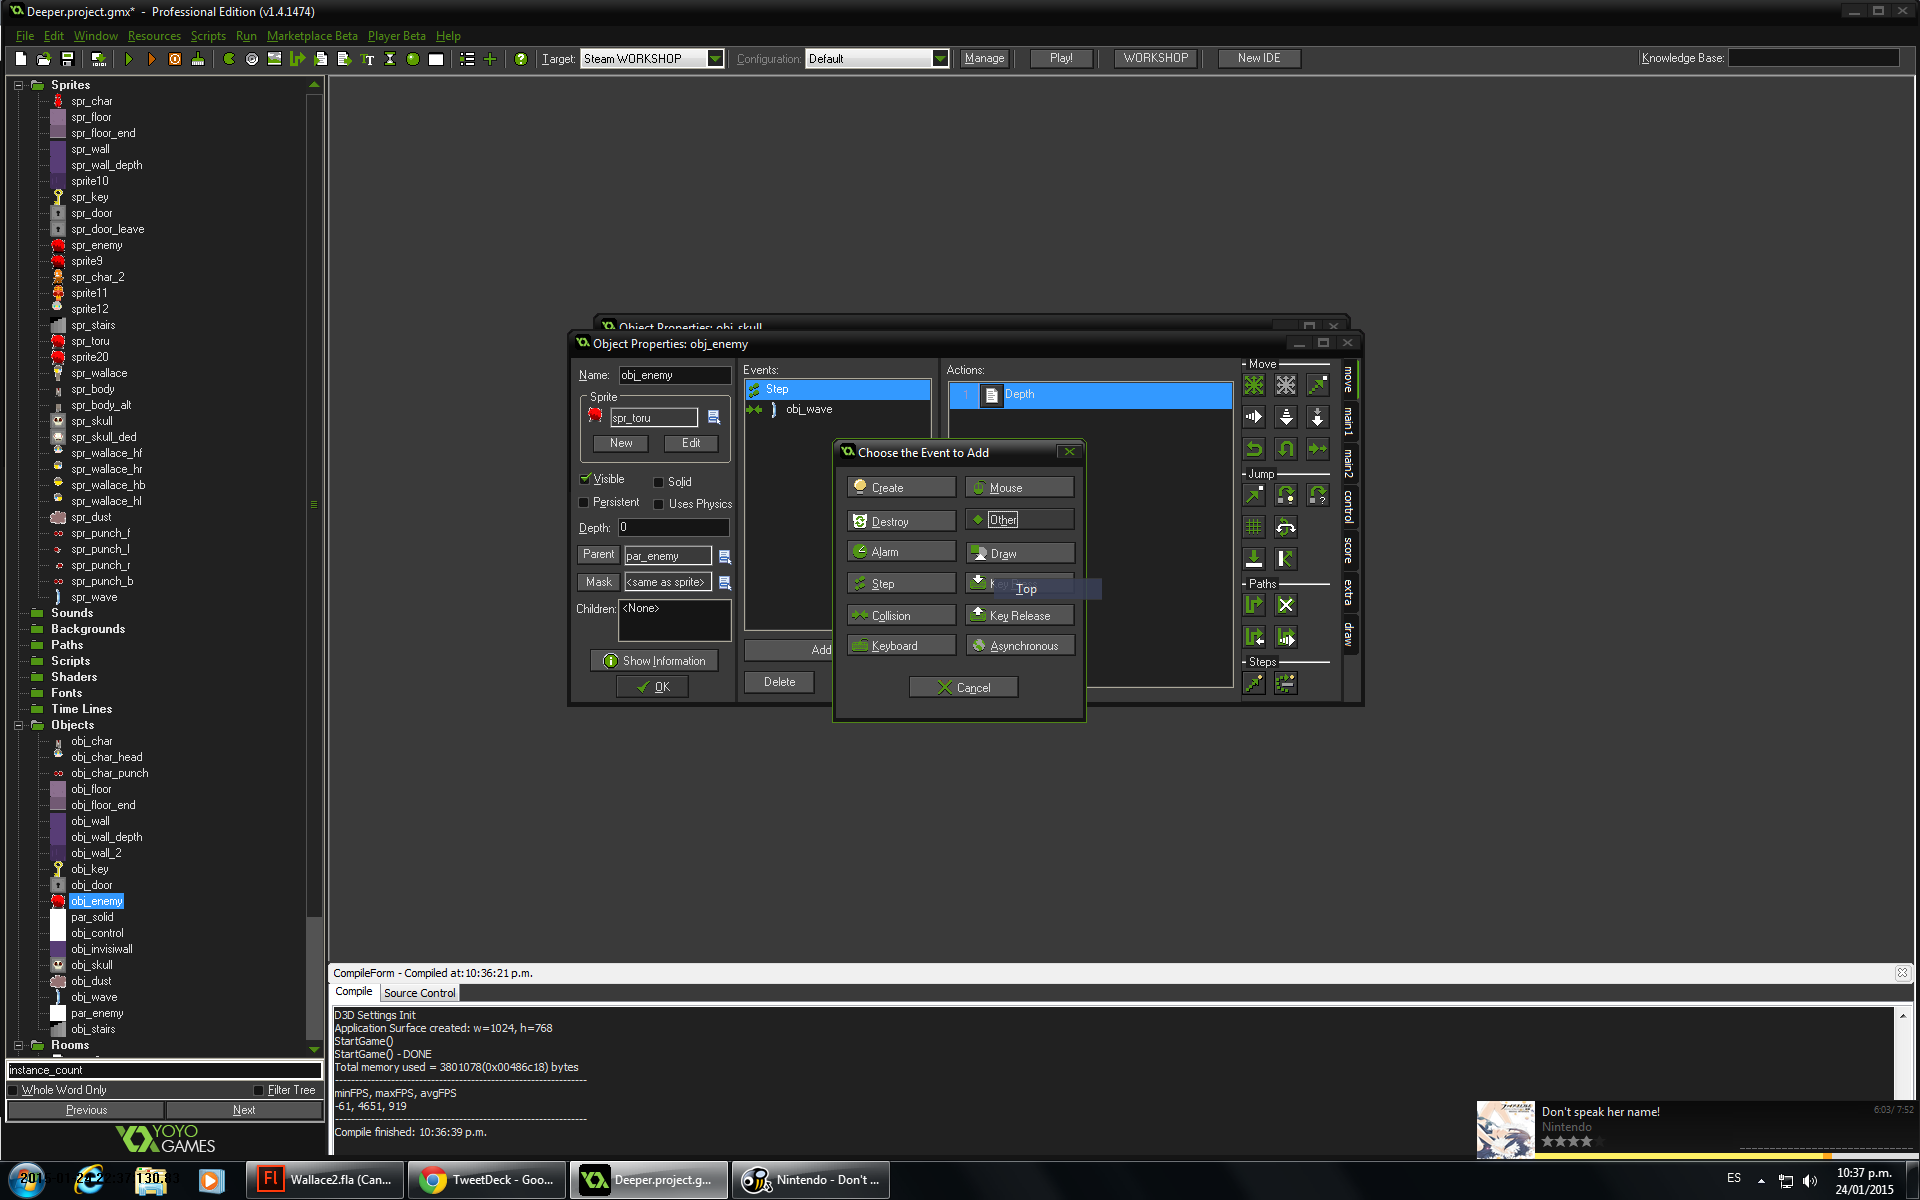 Deeper.project.gmx* - Professional Edition (v1.4.1474)
File Edit Window Resources Scripts Run Marketplace Beta Player Beta Help
Target: Steam WORKSHOP Configuration: Default Manage Play! WORKSHOP New IDE Knowledge Base:
Sprites
spr_char
spr_floor
spr_floor_end
spr_wall
spr_wall_depth
sprite10
spr_key
spr_door
spr_door_leave
spr_enemy
sprite9
spr_char_2
sprite11
sprite12
spr_stairs
spr_toru
sprite20
spr_wallace
spr_body
spr_body_alt
spr_skull
spr_skull_ded
spr_wallace_hf
spr_wallace_hr
spr_wallace_hb
spr_wallace_hl
spr_dust
spr_punch_f
spr_punch_l
spr_punch_r
spr_punch_b
spr_wave
Sounds
Backgrounds
Paths
Scripts
Shaders
Fonts
Time Lines
Objects
obj_char
obj_char_head
obj_char_punch
obj_floor
obj_floor_end
obj_wall
obj_wall_depth
obj_wall_2
obj_key
obj_door
obj_enemy
par_solid
obj_control
obj_invisiwall
obj_skull
obj_dust
obj_wave
par_enemy
obj_stairs
Rooms
instance_count
Whole Word Only Filter Tree
Previous Next
YOYO GAMES
Object Properties: obj_skull
Object Properties: obj_enemy
Name: obj_enemy
Sprite
spr_toru
New Edit
Visible Solid
Persistent Uses Physics
Depth: 0
Parent par_enemy
Mask <same as sprite>
Children: <None>
Show Information
OK
Events:
Step
obj_wave
Add
Delete
Actions:
1 Depth
Move
Jump
Paths
Steps
move
main1
main2
control
score
extra
draw
Choose the Event to Add
Create Mouse
Destroy Other
Alarm Draw
Step
Top
Collision Key Release
Keyboard Asynchronous
Cancel
CompileForm - Compiled at:10:36:21 p.m.
Compile Source Control
D3D Settings Init
Application Surface created: w=1024, h=768
StartGame()
StartGame() - DONE
Total memory used = 3801078(0x00486c18) bytes
minFPS, maxFPS, avgFPS
-61, 4651, 919
Compile finished: 10:36:39 p.m.
Don't speak her name!
Nintendo
6:03/ 7:52
Wallace2.fla (Can...
TweetDeck - Goo...
Deeper.project.g...
Nintendo - Don't ...
ES
10:37 p.m.
24/01/2015